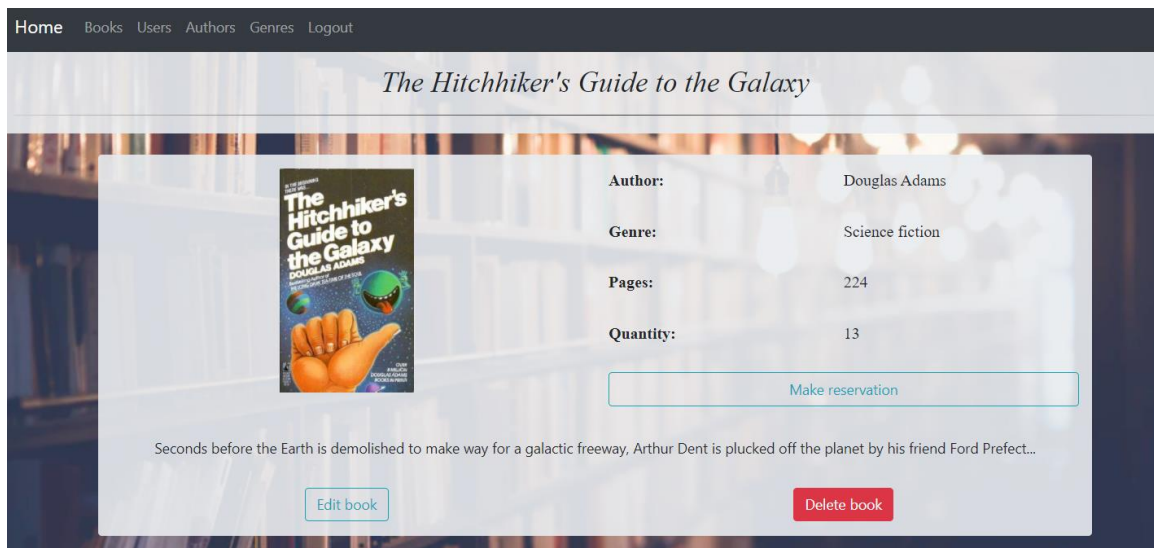 Home Books Users Authors Genres Logout
The Hitchhiker's Guide to the Galaxy
The
Hitchhiker's
Guide to
the Galaxy
DOUGLAS ADAMS
Author: Douglas Adams
Genre: Science fiction
Pages: 224
Quantity: 13
Make reservation
Seconds before the Earth is demolished to make way for a galactic freeway, Arthur Dent is plucked off the planet by his friend Ford Prefect...
Edit book Delete book